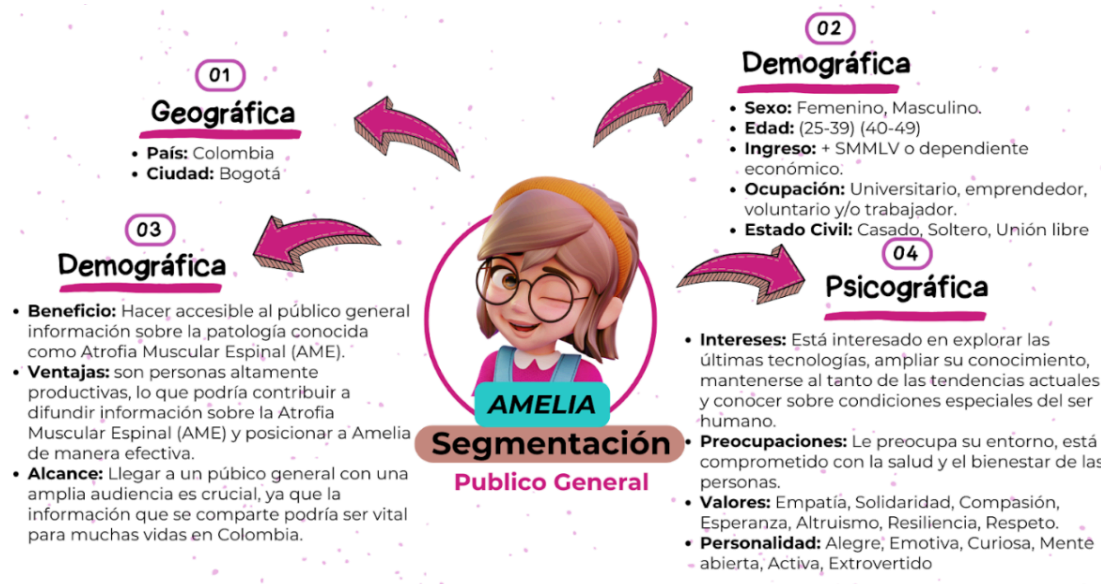 01
Geográfica
• País: Colombia
• Ciudad: Bogotá
02
Demográfica
• Sexo: Femenino, Masculino.
• Edad: (25-39) (40-49)
• Ingreso: + SMMLV o dependiente
económico.
• Ocupación: Universitario, emprendedor,
voluntario y/o trabajador.
• Estado Civil: Casado, Soltero, Unión libre
03
Demográfica
• Beneficio: Hacer accesible al público general
información sobre la patología conocida
como Atrofia Muscular Espinal (AME).
• Ventajas: son personas altamente
productivas, lo que podría contribuir a
difundir información sobre la Atrofia
Muscular Espinal (AME) y posicionar a Amelia
de manera efectiva.
• Alcance: Llegar a un púbico general con una
amplia audiencia es crucial, ya que la
información que se comparte podría ser vital
para muchas vidas en Colombia.
AMELIA
Segmentación
Publico General
04
Psicográfica
• Intereses: Está interesado en explorar las
últimas tecnologías, ampliar su conocimiento,
mantenerse al tanto de las tendencias actuales
y conocer sobre condiciones especiales del ser
humano.
• Preocupaciones: Le preocupa su entorno, está
comprometido con la salud y el bienestar de las
personas.
• Valores: Empatía, Solidaridad, Compasión,
Esperanza, Altruismo, Resiliencia, Respeto.
• Personalidad: Alegre, Emotiva, Curiosa, Mente
abierta, Activa, Extrovertido